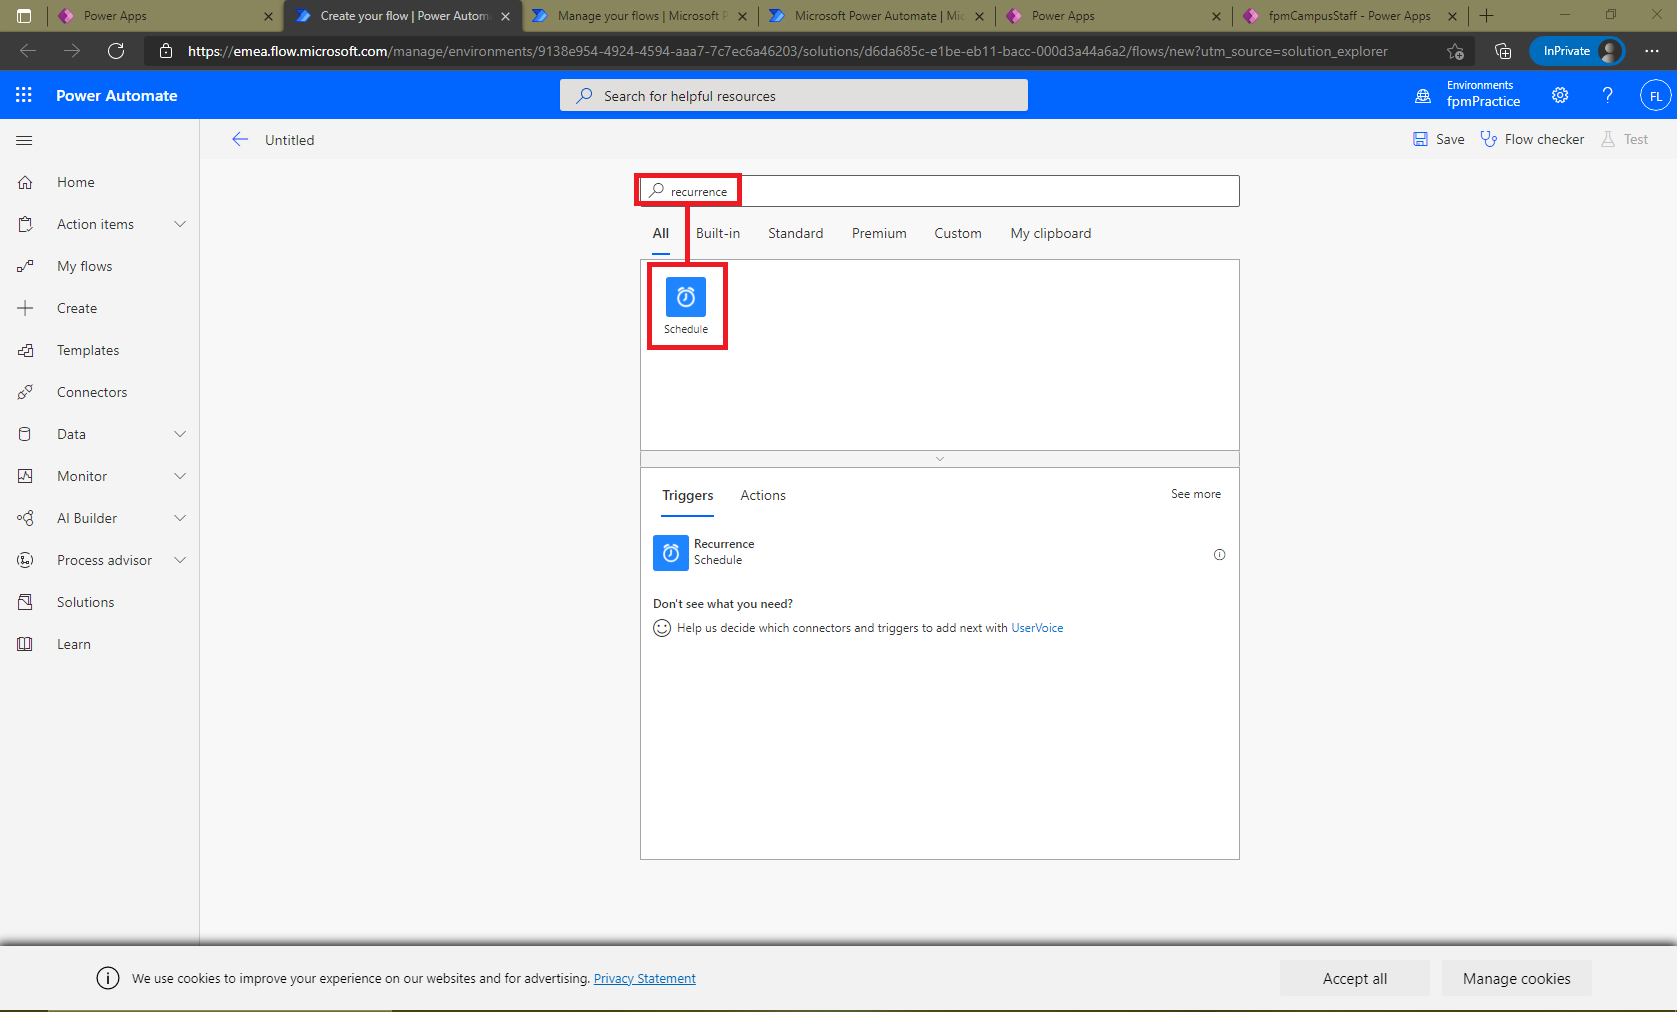 Power Apps
Create your flow | Power Autom
Manage your flows | Microsoft P
Microsoft Power Automate | Mic
Power Apps
fpmCampusStaff - Power Apps
https://emea.flow.microsoft.com/manage/environments/9138e954-4924-4594-aaa7-7c7ec6a46203/solutions/d6da685c-e1be-eb11-bacc-000d3a44a6a2/flows/new?utm_source=solution_explorer
InPrivate
Power Automate
Search for helpful resources
Environments
fpmPractice
FL
Untitled
Save
Flow checker
Test
Home
Action items
My flows
Create
Templates
Connectors
Data
Monitor
AI Builder
Process advisor
Solutions
Learn
recurrence
All
Built-in
Standard
Premium
Custom
My clipboard
Schedule
Triggers
Actions
See more
Recurrence
Schedule
Don't see what you need?
Help us decide which connectors and triggers to add next with UserVoice
We use cookies to improve your experience on our websites and for advertising. Privacy Statement
Accept all
Manage cookies